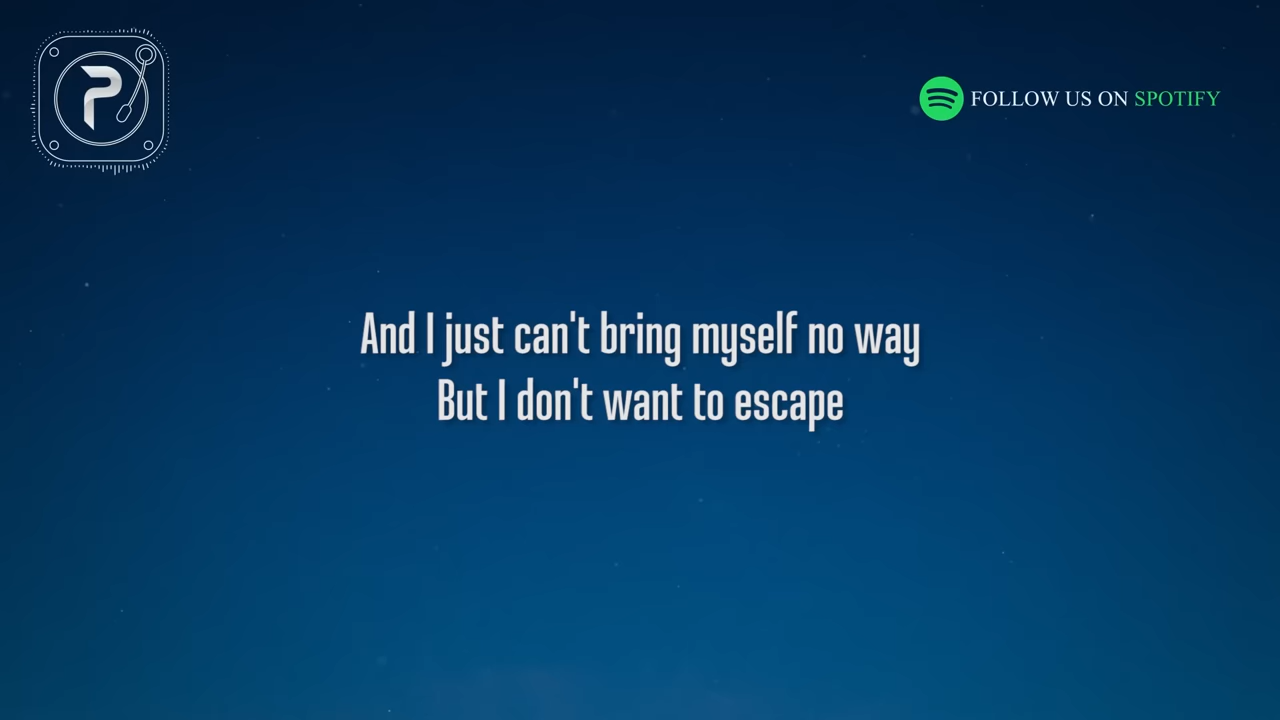 P
FOLLOW US ON SPOTIFY
And I just can't bring myself no way
But I don't want to escape